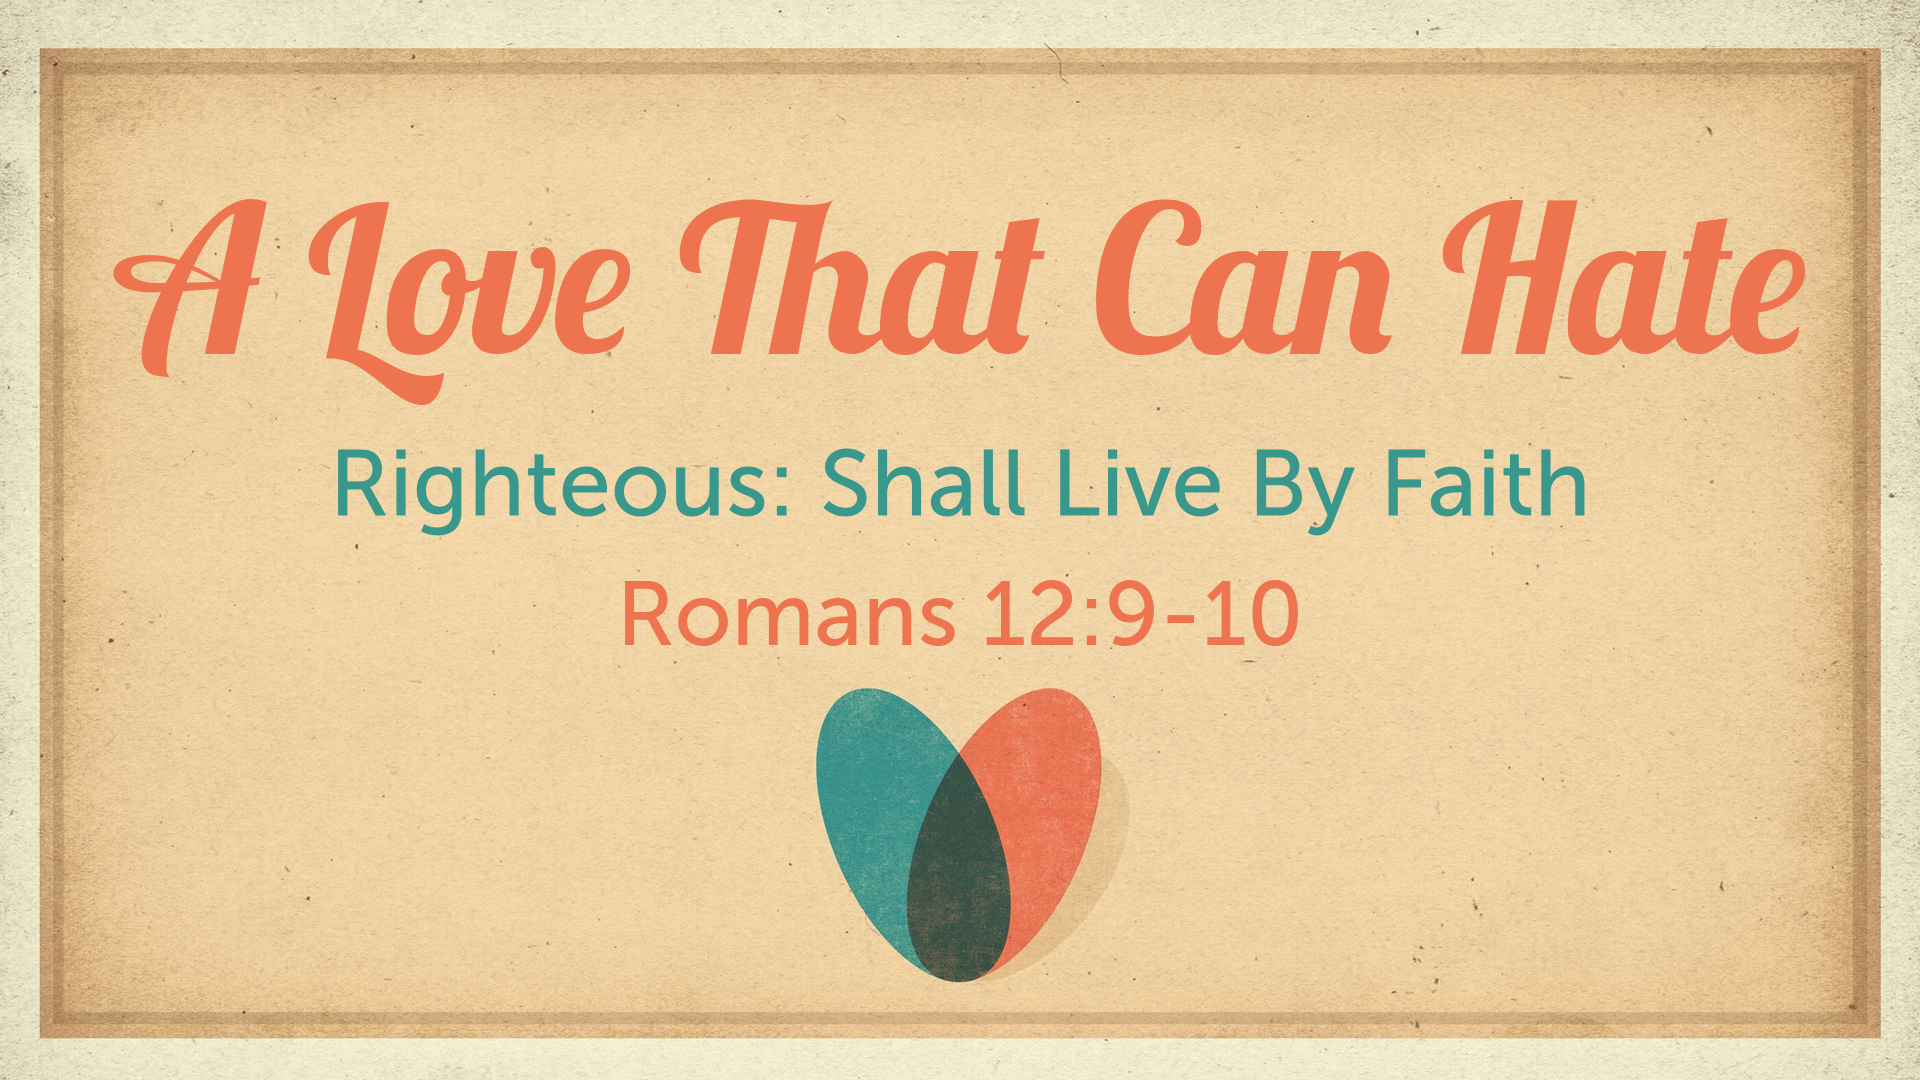 A Love That Can Hate
Righteous: Shall Live By Faith
Romans 12:9-10